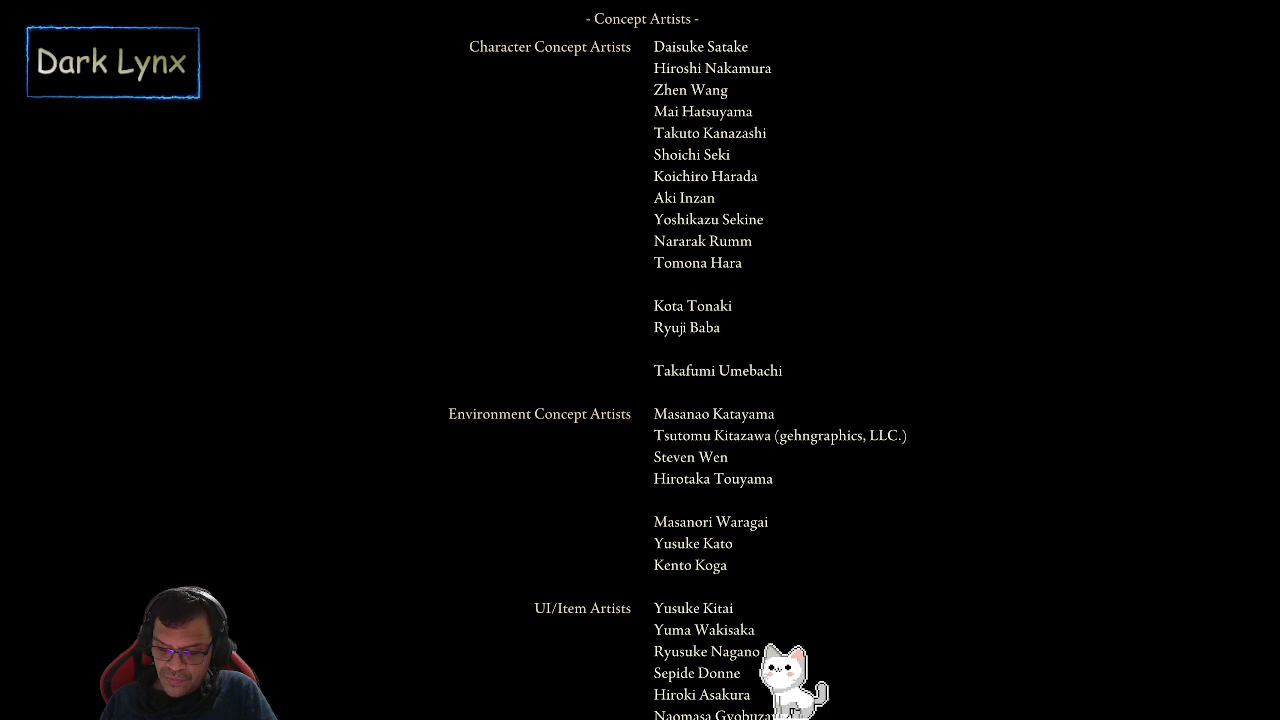 - Concept Artists -
Dark Lynx
Character Concept Artists Daisuke Satake
Hiroshi Nakamura
Zhen Wang
Mai Hatsuyama
Takuto Kanazashi
Shoichi Seki
Koichiro Harada
Aki Inzan
Yoshikazu Sekine
Nararak Rumm
Tomona Hara
Kota Tonaki
Ryuji Baba
Takafumi Umebachi
Environment Concept Artists Masanao Katayama
Tsutomu Kitazawa (gehngraphics, LLC.)
Steven Wen
Hirotaka Touyama
Masanori Waragai
Yusuke Kato
Kento Koga
UI/Item Artists Yusuke Kitai
Yuma Wakisaka
Ryusuke Nagano
Sepide Donne
Hiroki Asakura
Naomasa